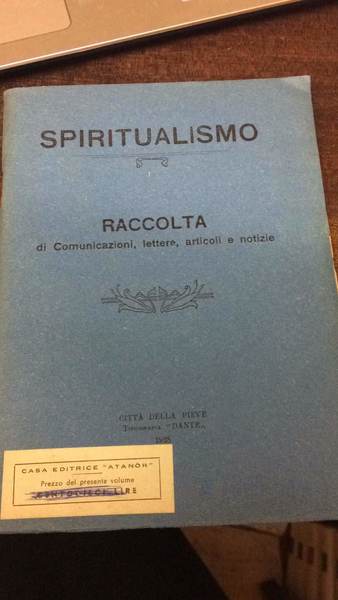 SPIRITUALISMO
RACCOLTA
di Comunicazioni, lettere, articoli e notizie
CITTÀ DELLA PIEVE
TIPOGRAFIA "DANTE„
CASA EDITRICE "ATANÒR"
Prezzo del presente volume
LIRE